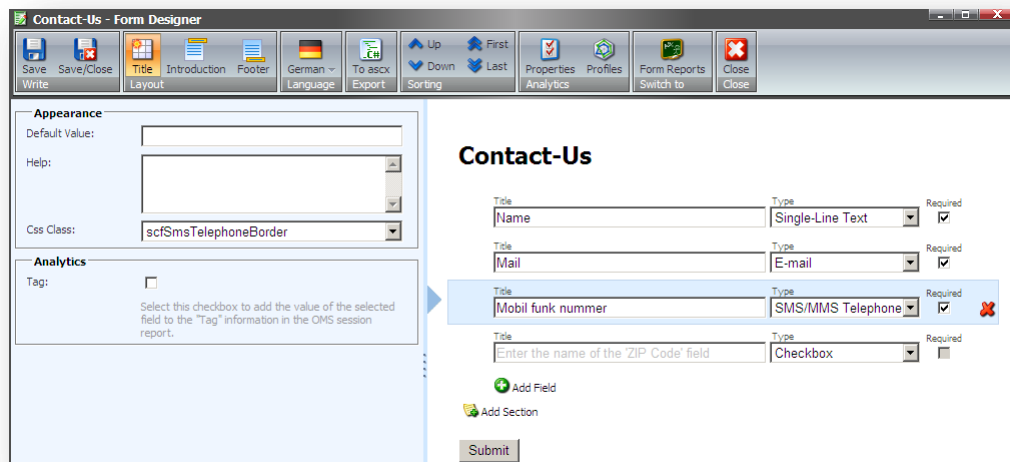 Contact-Us - Form Designer
Save Save/Close Title Introduction Footer German To ascx Up First Properties Profiles Form Reports Close
C#
Down Last
Write Layout Language Export Sorting Analytics Switch to Close
Appearance
Default Value:
Help:
Css Class: scfSmsTelephoneBorder
Analytics
Tag:
Select this checkbox to add the value of the selected
field to the "Tag" information in the OMS session
report.
Contact-Us
Title Type Required
Name Single-Line Text
Title Type Required
Mail E-mail
Title Type Required
Mobil funk nummer SMS/MMS Telephone
Title Type Required
Enter the name of the 'ZIP Code' field Checkbox
Add Field
Add Section
Submit